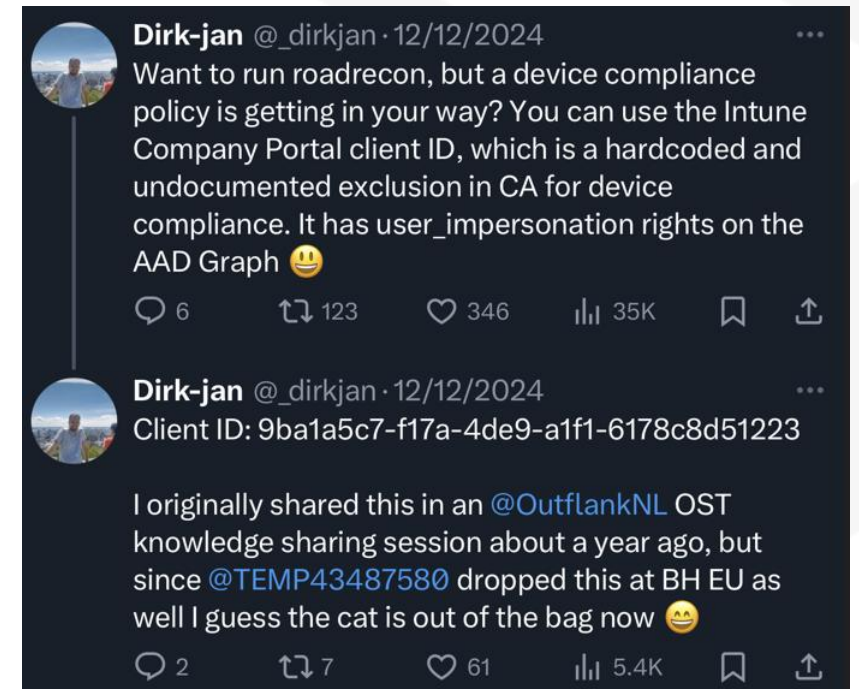 Dirk-jan @_dirkjan · 12/12/2024
Want to run roadrecon, but a device compliance
policy is getting in your way? You can use the Intune
Company Portal client ID, which is a hardcoded and
undocumented exclusion in CA for device
compliance. It has user_impersonation rights on the
AAD Graph 😃
6 123 346 35K
Dirk-jan @_dirkjan · 12/12/2024
Client ID: 9ba1a5c7-f17a-4de9-a1f1-6178c8d51223
I originally shared this in an @OutflankNL OST
knowledge sharing session about a year ago, but
since @TEMP43487580 dropped this at BH EU as
well I guess the cat is out of the bag now 😄
2 7 61 5.4K